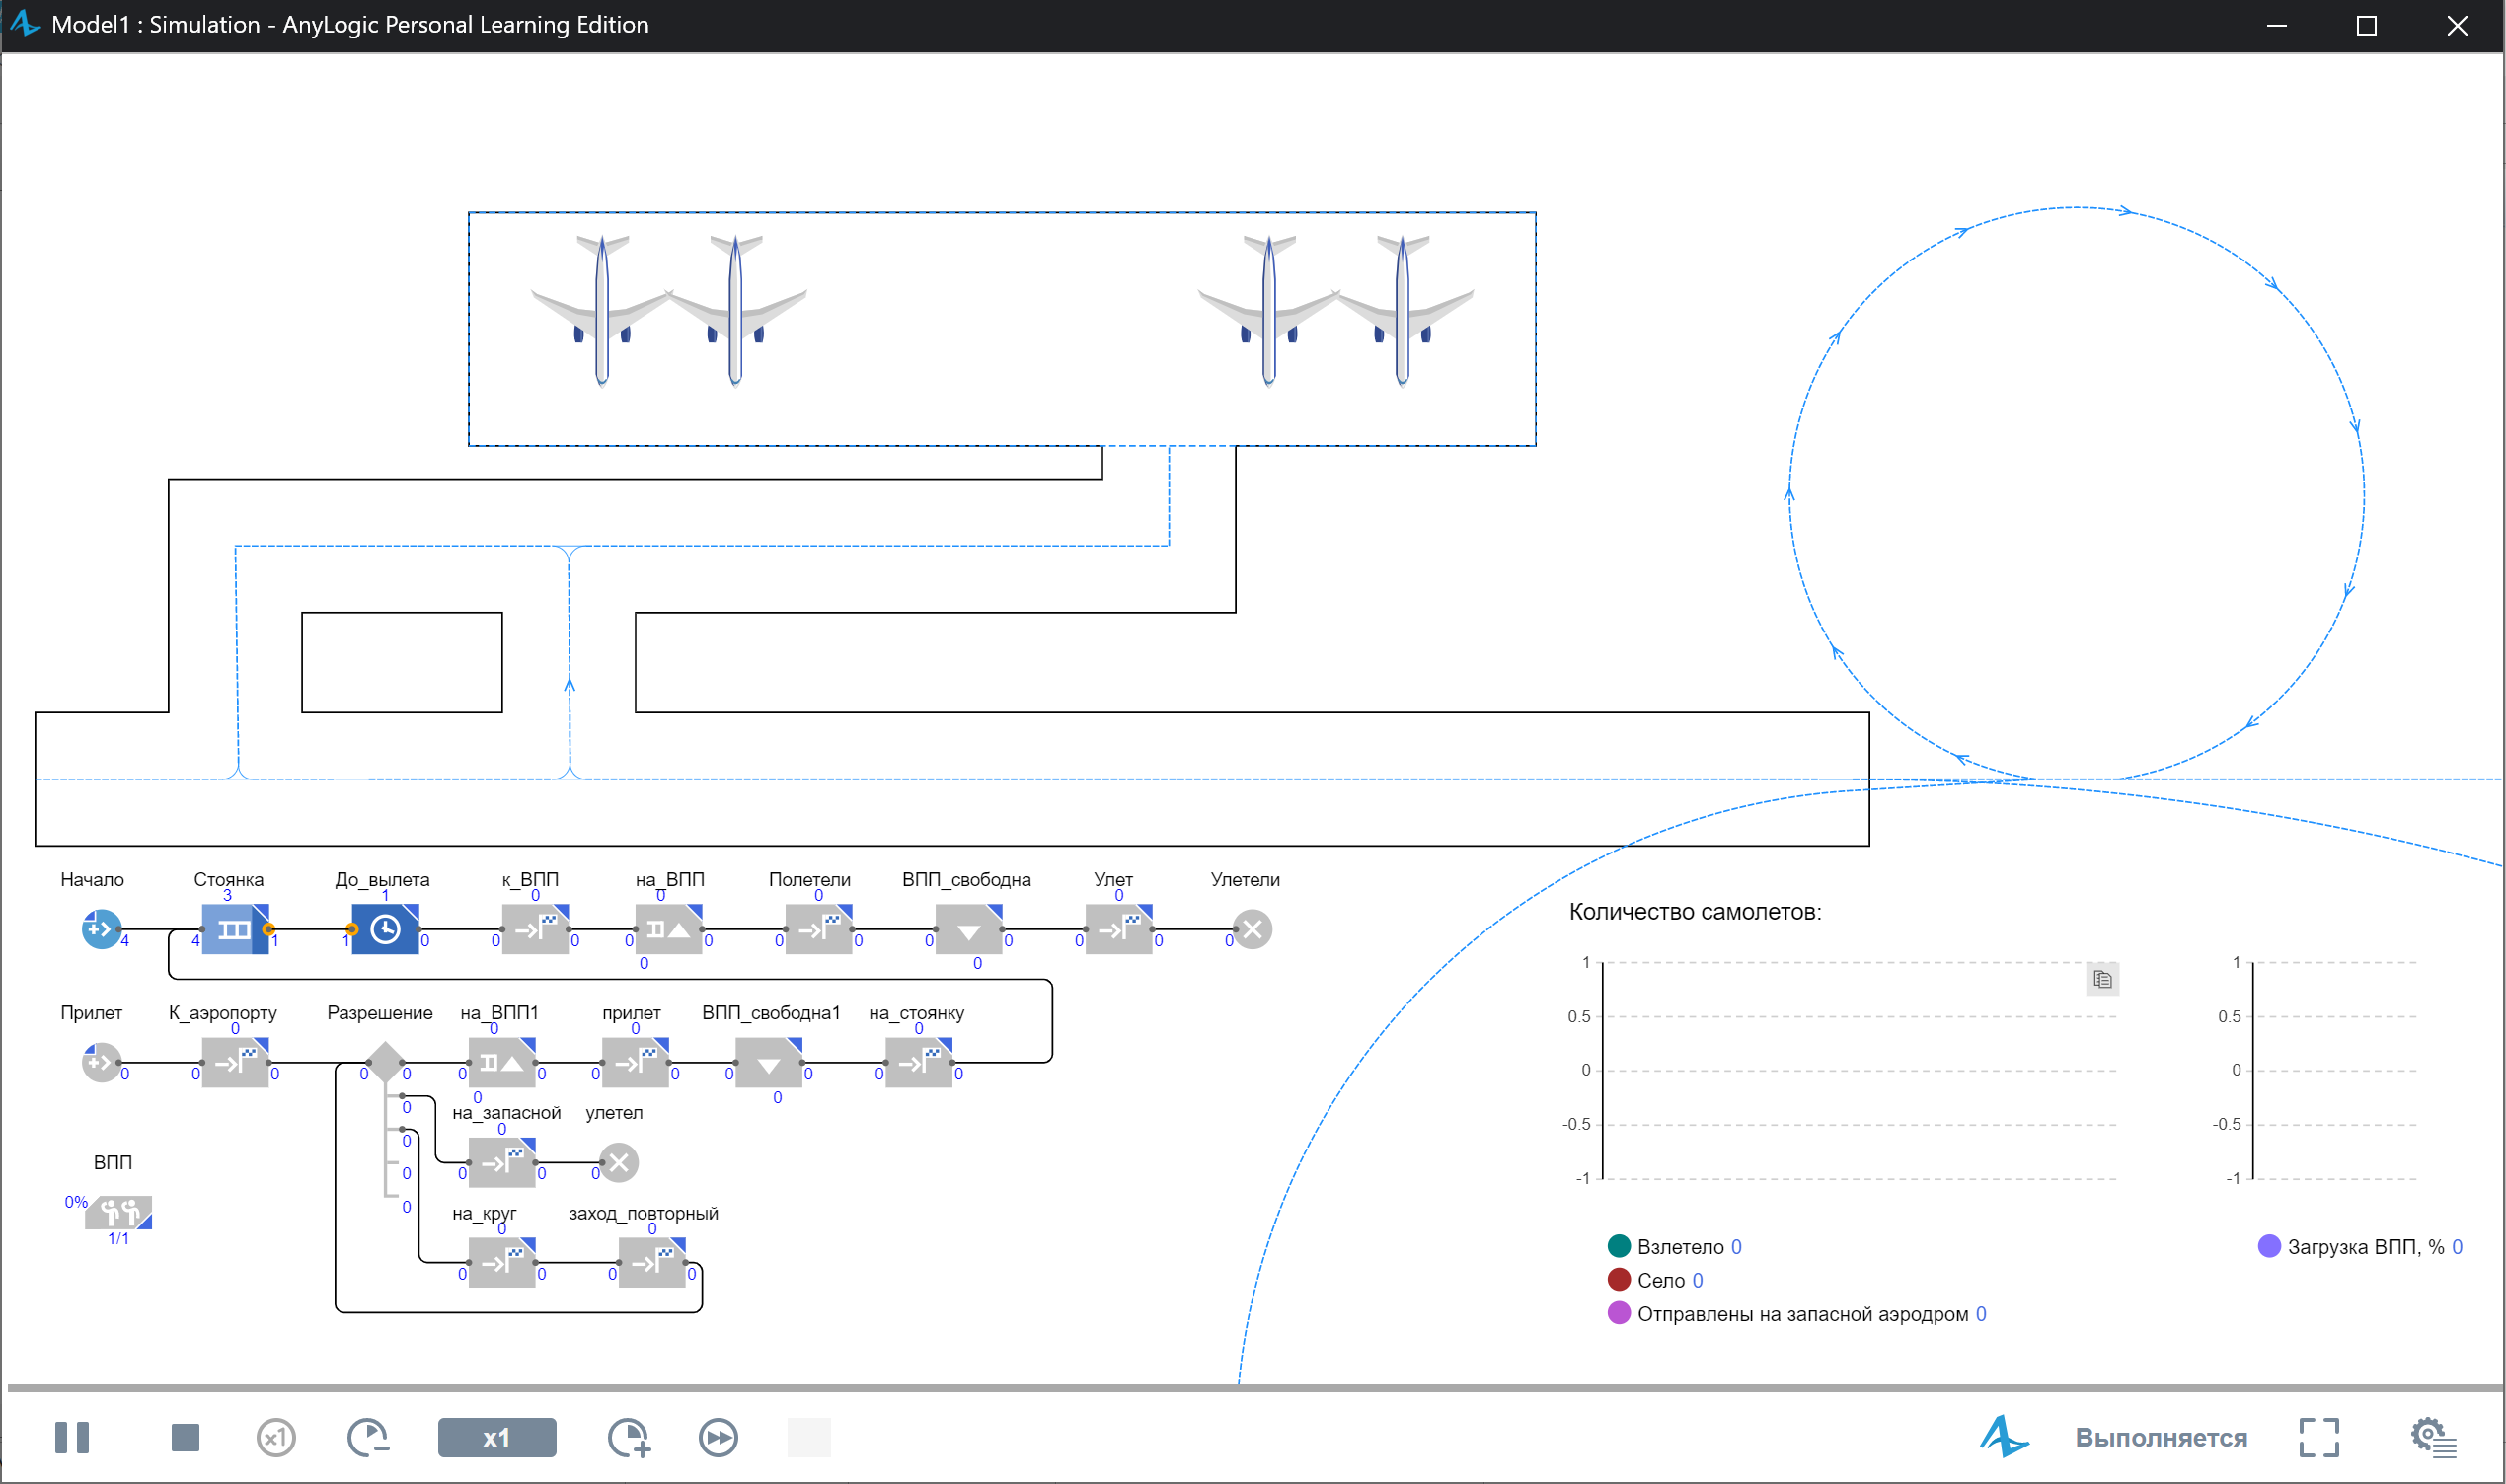 Model1 : Simulation - AnyLogic Personal Learning Edition
Начало Стоянка До_вылета к_ВПП на_ВПП Полетели ВПП_свободна Улет Улетели
3 1 0 0 0 0
4 4 1 1 0 0 0 0 0 0 0 0 0 0 0 0
0 0
Прилет К_аэропорту Разрешение на_ВПП1 прилет ВПП_свободна1 на_стоянку
0 0 0 0
0 0 0 0 0 0 0 0 0 0 0 0 0
0 0
0
на_запасной улетел
0
0
0 0 0 0
0
ВПП
0%
1/1
на_круг заход_повторный
0 0
0 0 0 0
Количество самолетов:
1
0.5
0
-0.5
-1
1
0.5
0
-0.5
-1
Взлетело 0
Село 0
Отправлены на запасной аэродром 0
Загрузка ВПП, % 0
x1 x1 Выполняется